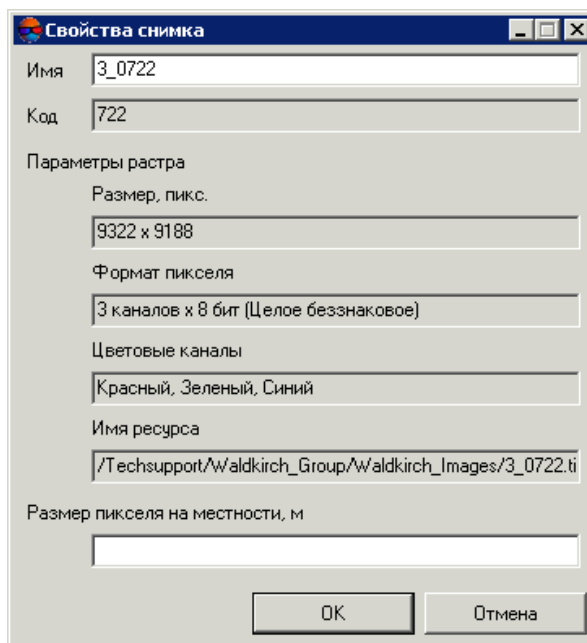 Свойства снимка
Имя 3_0722
Код 722
Параметры растра
Размер, пикс.
9322 x 9188
Формат пикселя
3 каналов x 8 бит (Целое беззнаковое)
Цветовые каналы
Красный, Зеленый, Синий
Имя ресурса
/Techsupport/Waldkirch_Group/Waldkirch_Images/3_0722.ti
Размер пикселя на местности, м
OK Отмена